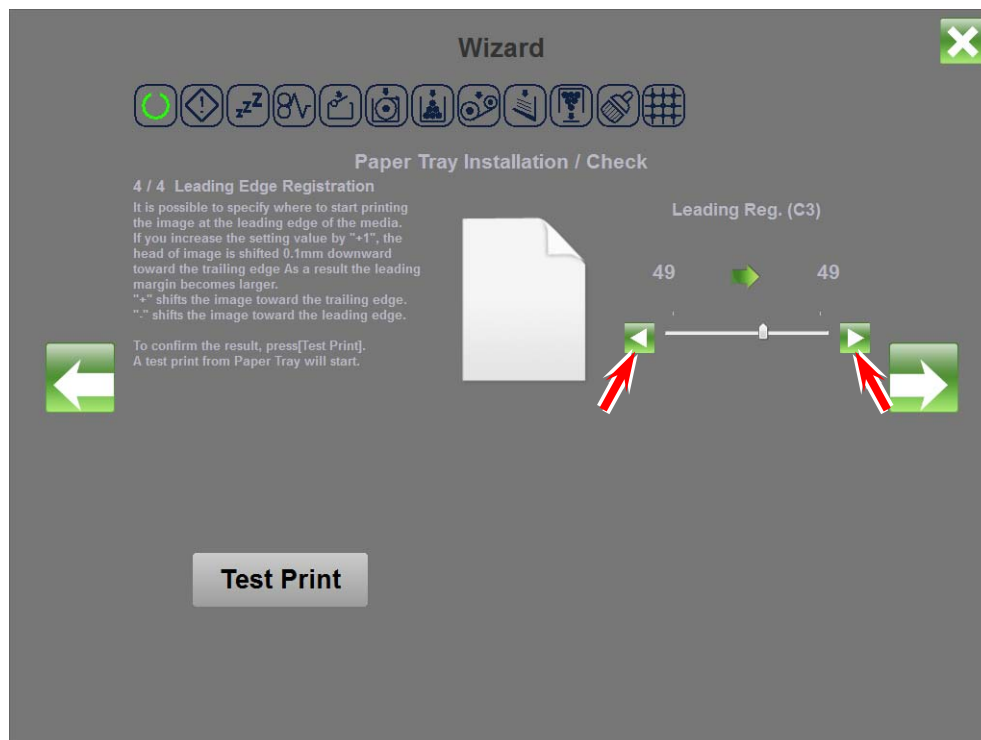 Wizard
zzZ
Paper Tray Installation / Check
4 / 4 Leading Edge Registration
It is possible to specify where to start printing
the image at the leading edge of the media.
If you increase the setting value by "+1", the
head of image is shifted 0.1mm downward
toward the trailing edge As a result the leading
margin becomes larger.
"+" shifts the image toward the trailing edge.
"-" shifts the image toward the leading edge.
To confirm the result, press[Test Print].
A test print from Paper Tray will start.
Leading Reg. (C3)
49 49
Test Print